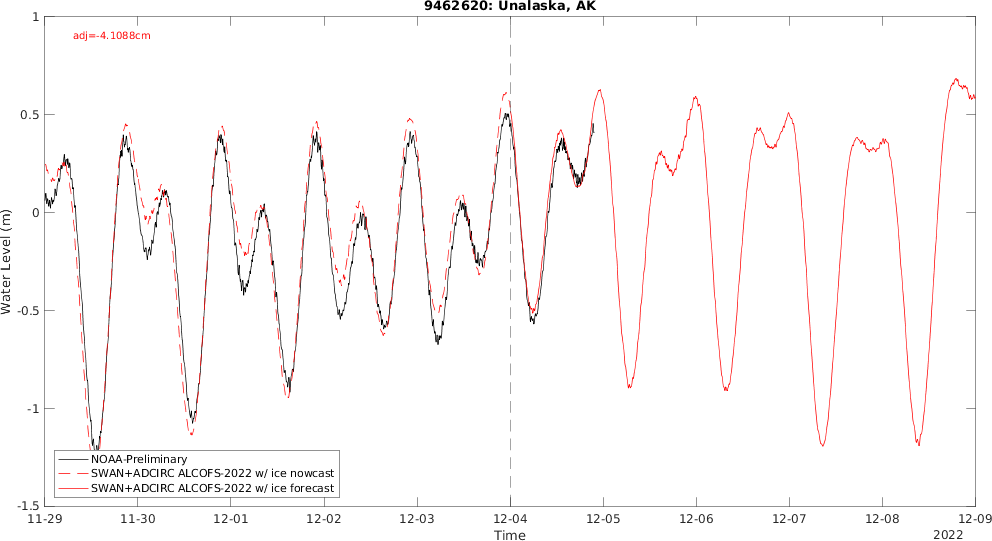 9462620: Unalaska, AK
adj=-4.1088cm
1
0.5
0
-0.5
-1
-1.5
Water Level (m)
NOAA-Preliminary
SWAN+ADCIRC ALCOFS-2022 w/ ice nowcast
SWAN+ADCIRC ALCOFS-2022 w/ ice forecast
11-29 11-30 12-01 12-02 12-03 12-04 12-05 12-06 12-07 12-08 12-09
Time
2022